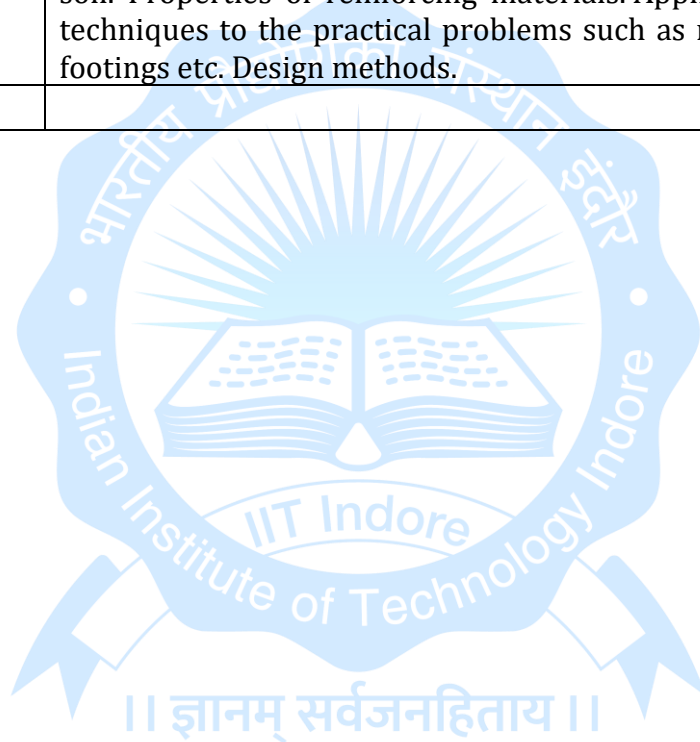 soil. Properties of reinforcing materials.
techniques to the practical problems such as
footings etc. Design methods.
भारतीय प्रौद्योगिकी संस्थान इंदौर
Indian Institute of Technology Indore
IIT Indore
।। ज्ञानम् सर्वजनहिताय ।।